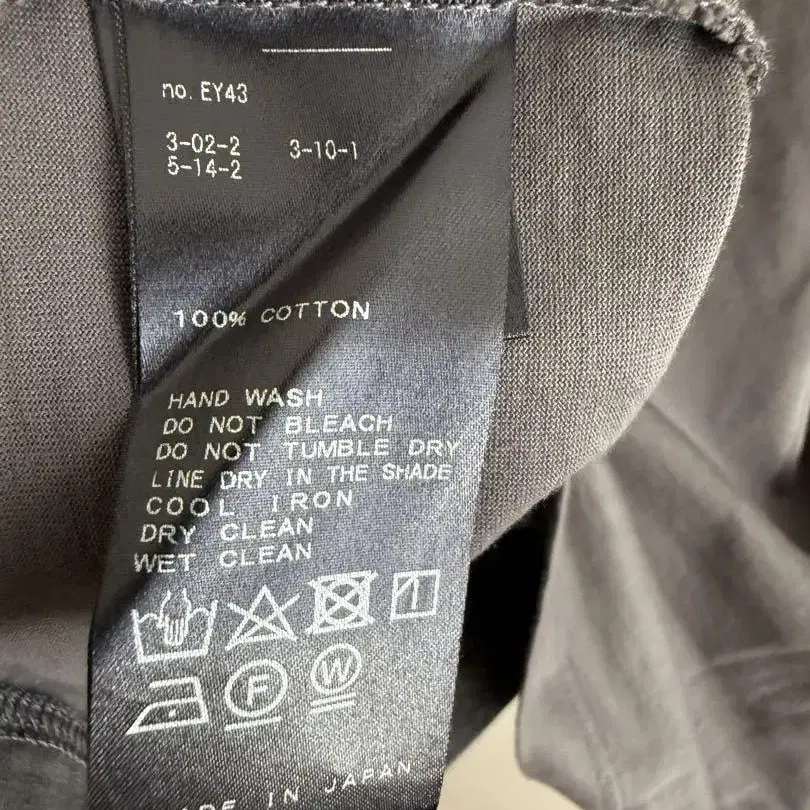 no. EY43
3-02-2 3-10-1
5-14-2
100% COTTON
HAND WASH
DO NOT BLEACH
DO NOT TUMBLE DRY
LINE DRY IN THE SHADE
COOL IRON
DRY CLEAN
WET CLEAN
F W
IN JAPAN